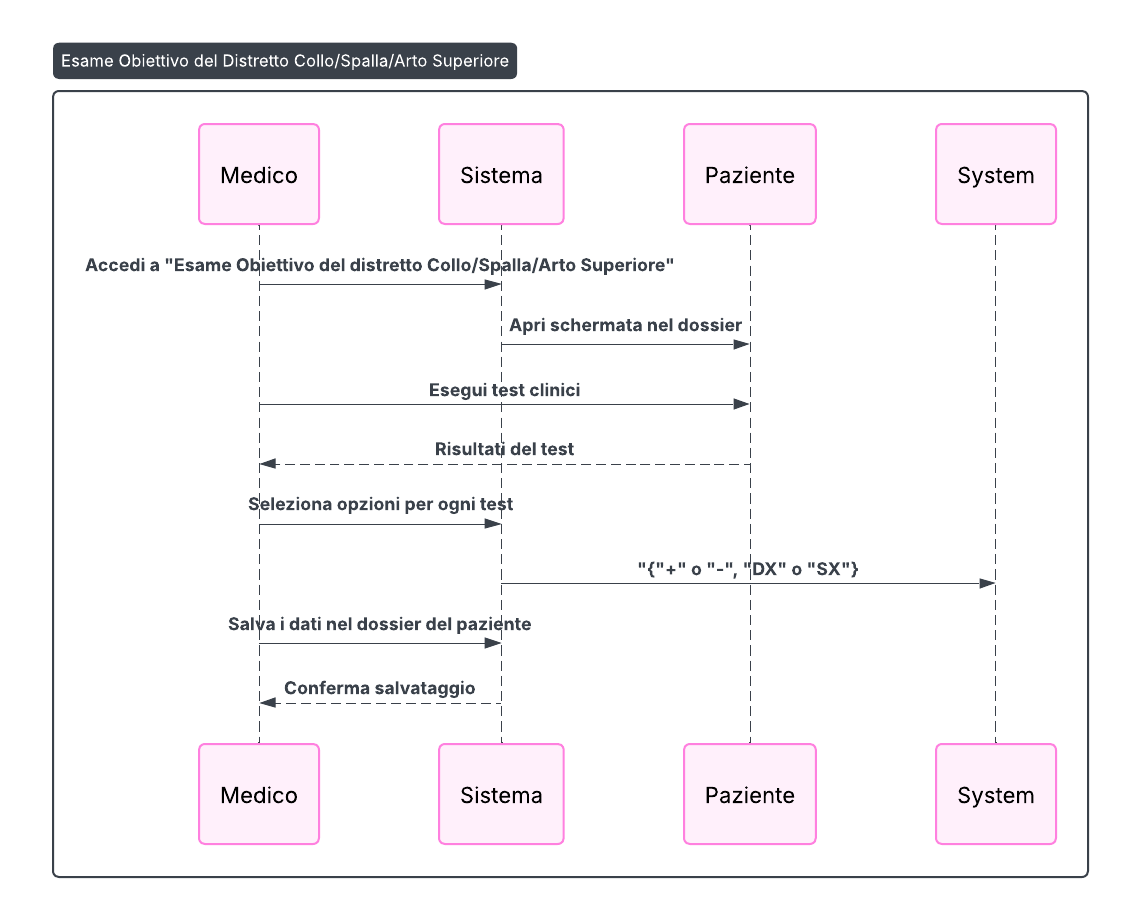 Esame Obiettivo del Distretto Collo/Spalla/Arto Superiore
Medico
Sistema
Paziente
System
Accedi a "Esame Obiettivo del distretto Collo/Spalla/Arto Superiore"
Apri schermata nel dossier
Esegui test clinici
Risultati del test
Seleziona opzioni per ogni test
"{"+" o "-", "DX" o "SX"}
Salva i dati nel dossier del paziente
Conferma salvataggio
Medico
Sistema
Paziente
System